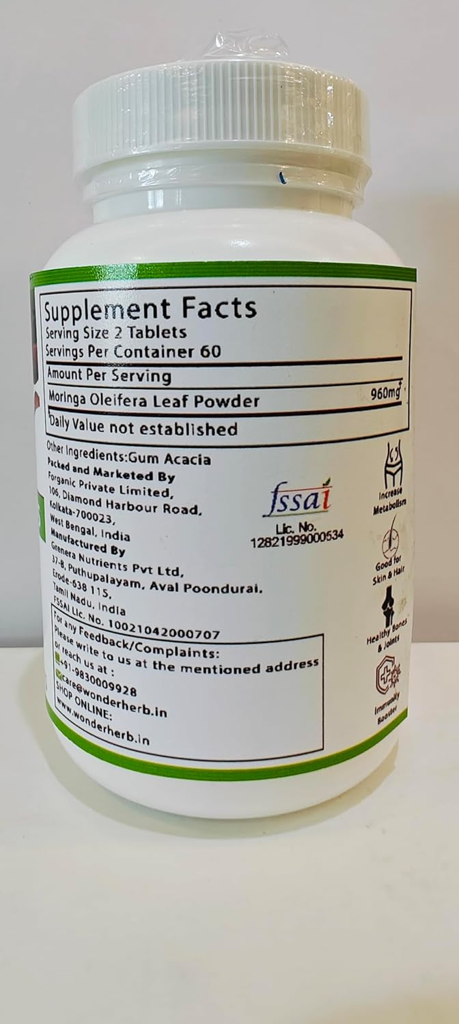 Supplement Facts
Serving Size 2 Tablets
Servings Per Container 60
Amount Per Serving
Moringa Oleifera Leaf Powder 960mg†
†Daily Value not established
Other Ingredients:Gum Acacia
Packed and Marketed By
Forganic Private Limited,
106, Diamond Harbour Road,
Kolkata-700023,
West Bengal, India
Manufactured By
Grenera Nutrients Pvt Ltd,
37-B, Puthupalayam, Aval Poondurai,
Erode-638 115,
Tamil Nadu, India
FSSAI Lic. No. 10021042000707
For any Feedback/Complaints:
Please write to us at the mentioned address
or reach us at :
+91-9830009928
care@wonderherb.in
SHOP ONLINE:
www.wonderherb.in
fssai
Lic. No.
12821999000534
Increase
Metabolism
Good for
Skin & Hair
Healthy Bones
& Joints
Immunity
Booster